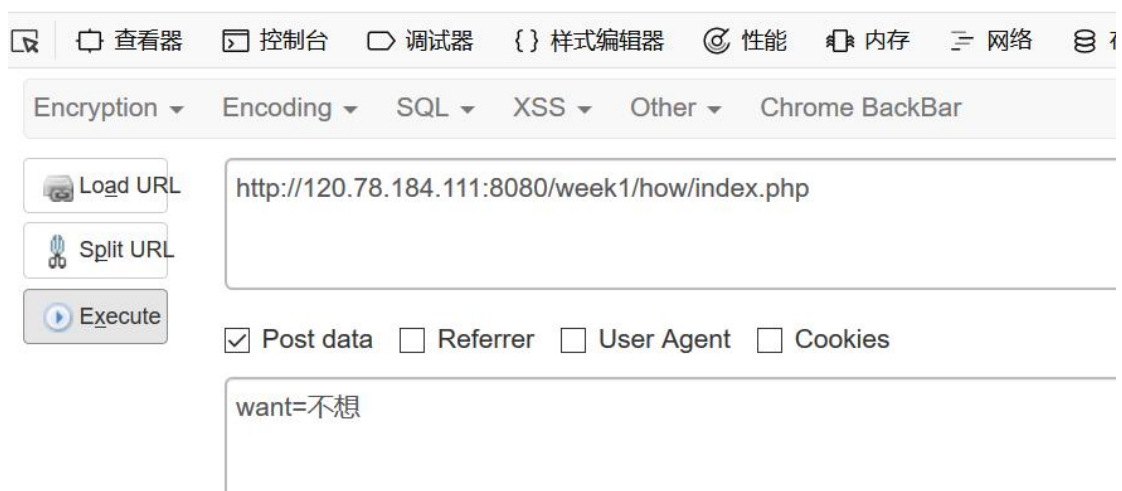 查看器 控制台 调试器 {} 样式编辑器 性能 内存 网络
Encryption Encoding SQL XSS Other Chrome BackBar
Load URL
http://120.78.184.111:8080/week1/how/index.php
Split URL
Execute
Post data Referrer User Agent Cookies
want=不想